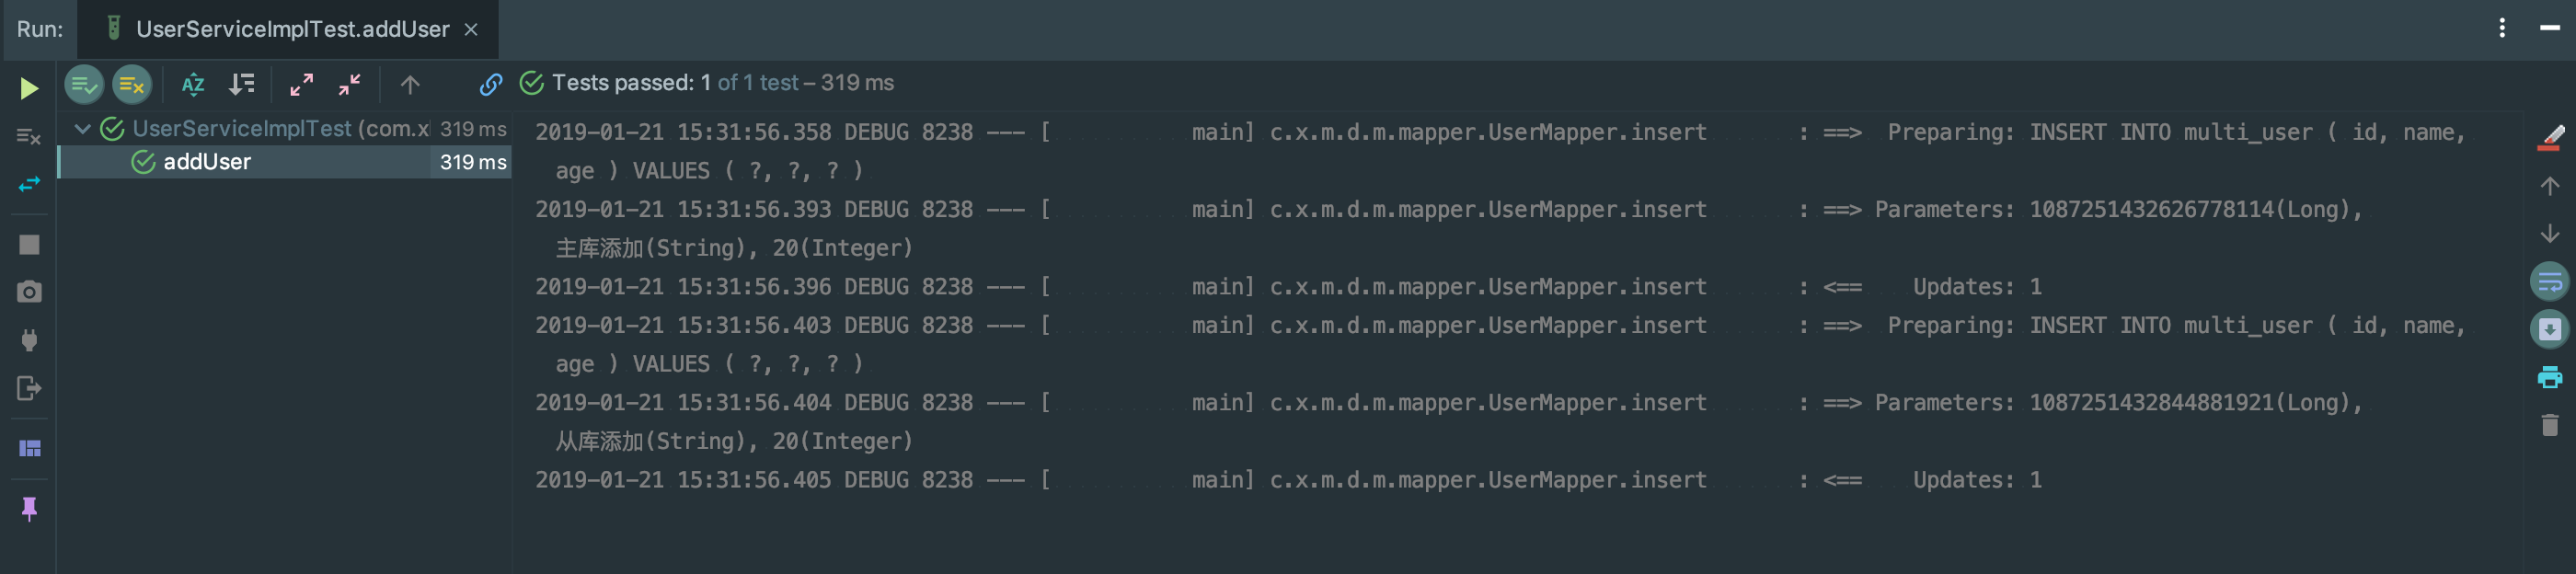 Run: UserServiceImplTest.addUser
Tests passed: 1 of 1 test – 319 ms
UserServiceImplTest (com.x 319 ms
addUser 319 ms
2019-01-21 15:31:56.358 DEBUG 8238 --- [           main] c.x.m.d.m.mapper.UserMapper.insert       : ==>  Preparing: INSERT INTO multi_user ( id, name,
age ) VALUES ( ?, ?, ? )
2019-01-21 15:31:56.393 DEBUG 8238 --- [           main] c.x.m.d.m.mapper.UserMapper.insert       : ==> Parameters: 1087251432626778114(Long),
主库添加(String), 20(Integer)
2019-01-21 15:31:56.396 DEBUG 8238 --- [           main] c.x.m.d.m.mapper.UserMapper.insert       : <==    Updates: 1
2019-01-21 15:31:56.403 DEBUG 8238 --- [           main] c.x.m.d.m.mapper.UserMapper.insert       : ==>  Preparing: INSERT INTO multi_user ( id, name,
age ) VALUES ( ?, ?, ? )
2019-01-21 15:31:56.404 DEBUG 8238 --- [           main] c.x.m.d.m.mapper.UserMapper.insert       : ==> Parameters: 1087251432844881921(Long),
从库添加(String), 20(Integer)
2019-01-21 15:31:56.405 DEBUG 8238 --- [           main] c.x.m.d.m.mapper.UserMapper.insert       : <==    Updates: 1